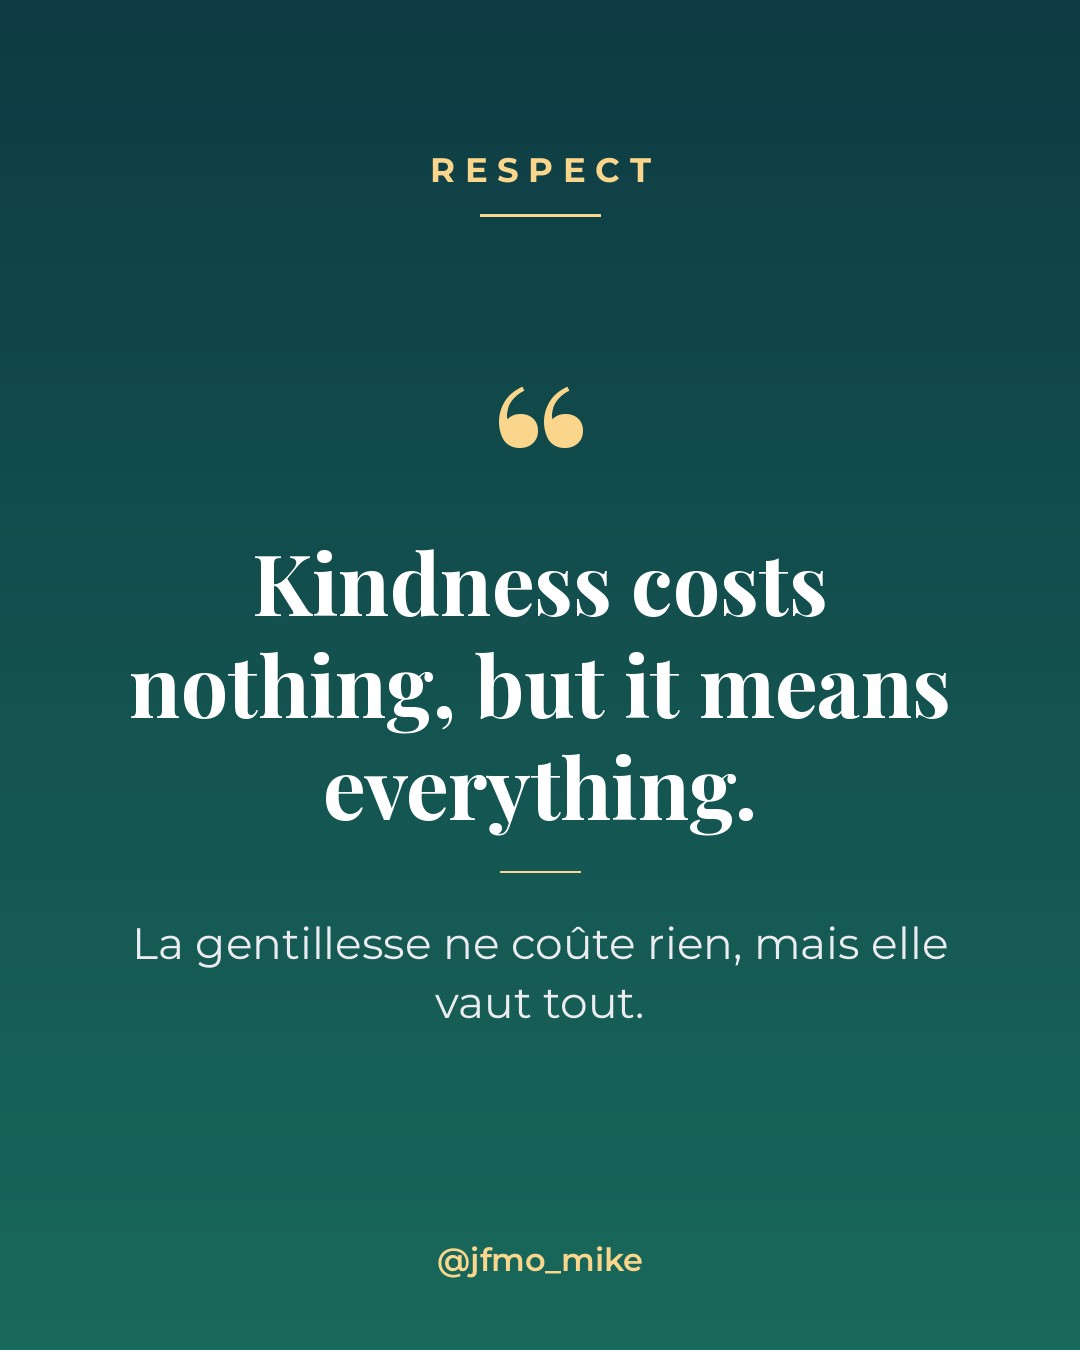 RESPECT
“
Kindness costs
nothing, but it means
everything.
La gentillesse ne coûte rien, mais elle
vaut tout.
@jfmo_mike